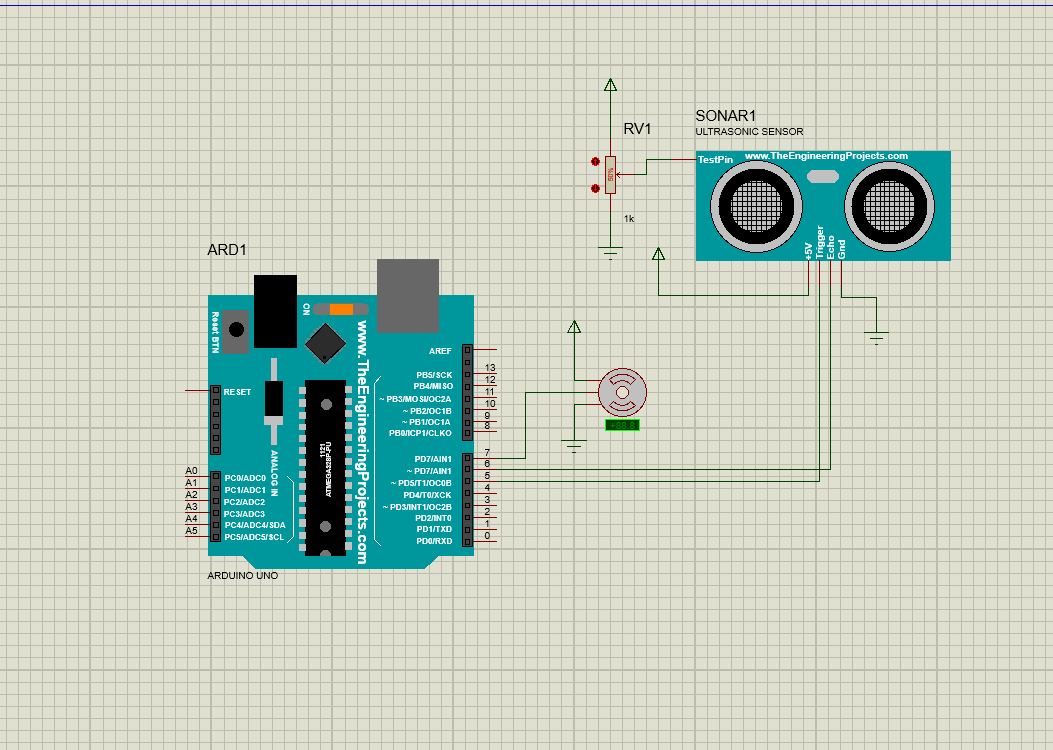 RV1
50%
1k
SONAR1
ULTRASONIC SENSOR
TestPin
www.TheEngineeringProjects.com
+5V
Trigger
Echo
Gnd
ARD1
Reset BTN
ON
www.TheEngineeringProjects.com
RESET
ANALOG IN
1121
ATMEGA328P-PU
A0 PC0/ADC0
A1 PC1/ADC1
A2 PC2/ADC2
A3 PC3/ADC3
A4 PC4/ADC4/SDA
A5 PC5/ADC5/SCL
AREF
PB5/SCK 13
PB4/MISO 12
~ PB3/MOSI/OC2A 11
~ PB2/OC1B 10
~ PB1/OC1A 9
PB0/ICP1/CLKO 8
PD7/AIN1 7
~ PD7/AIN1 6
~ PD5/T1/OC0B 5
PD4/T0/XCK 4
~ PD3/INT1/OC2B 3
PD2/INT0 2
PD1/TXD 1
PD0/RXD 0
ARDUINO UNO